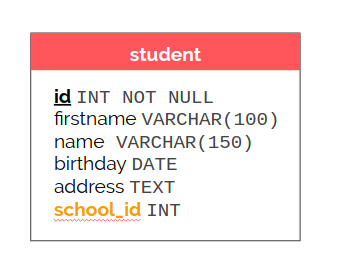 student
id INT NOT NULL
firstname VARCHAR(100)
name VARCHAR(150)
birthday DATE
address TEXT
school_id INT